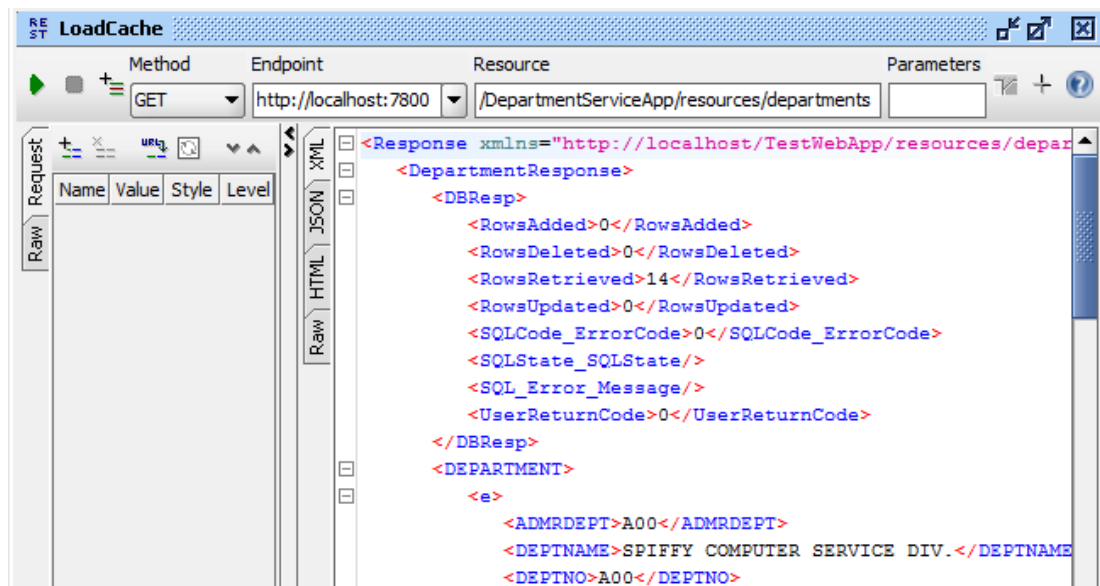 REST LoadCache
Method Endpoint Resource Parameters
GET http://localhost:7800 /DepartmentServiceApp/resources/departments
Request
Raw
Name Value Style Level
XML
JSON
HTML
Raw
<Response xmlns="http://localhost/TestWebApp/resources/depar
<DepartmentResponse>
<DBResp>
<RowsAdded>0</RowsAdded>
<RowsDeleted>0</RowsDeleted>
<RowsRetrieved>14</RowsRetrieved>
<RowsUpdated>0</RowsUpdated>
<SQLCode_ErrorCode>0</SQLCode_ErrorCode>
<SQLState_SQLState/>
<SQL_Error_Message/>
<UserReturnCode>0</UserReturnCode>
</DBResp>
<DEPARTMENT>
<e>
<ADMRDEPT>A00</ADMRDEPT>
<DEPTNAME>SPIFFY COMPUTER SERVICE DIV.</DEPTNAME
<DEPTNO>A00</DEPTNO>